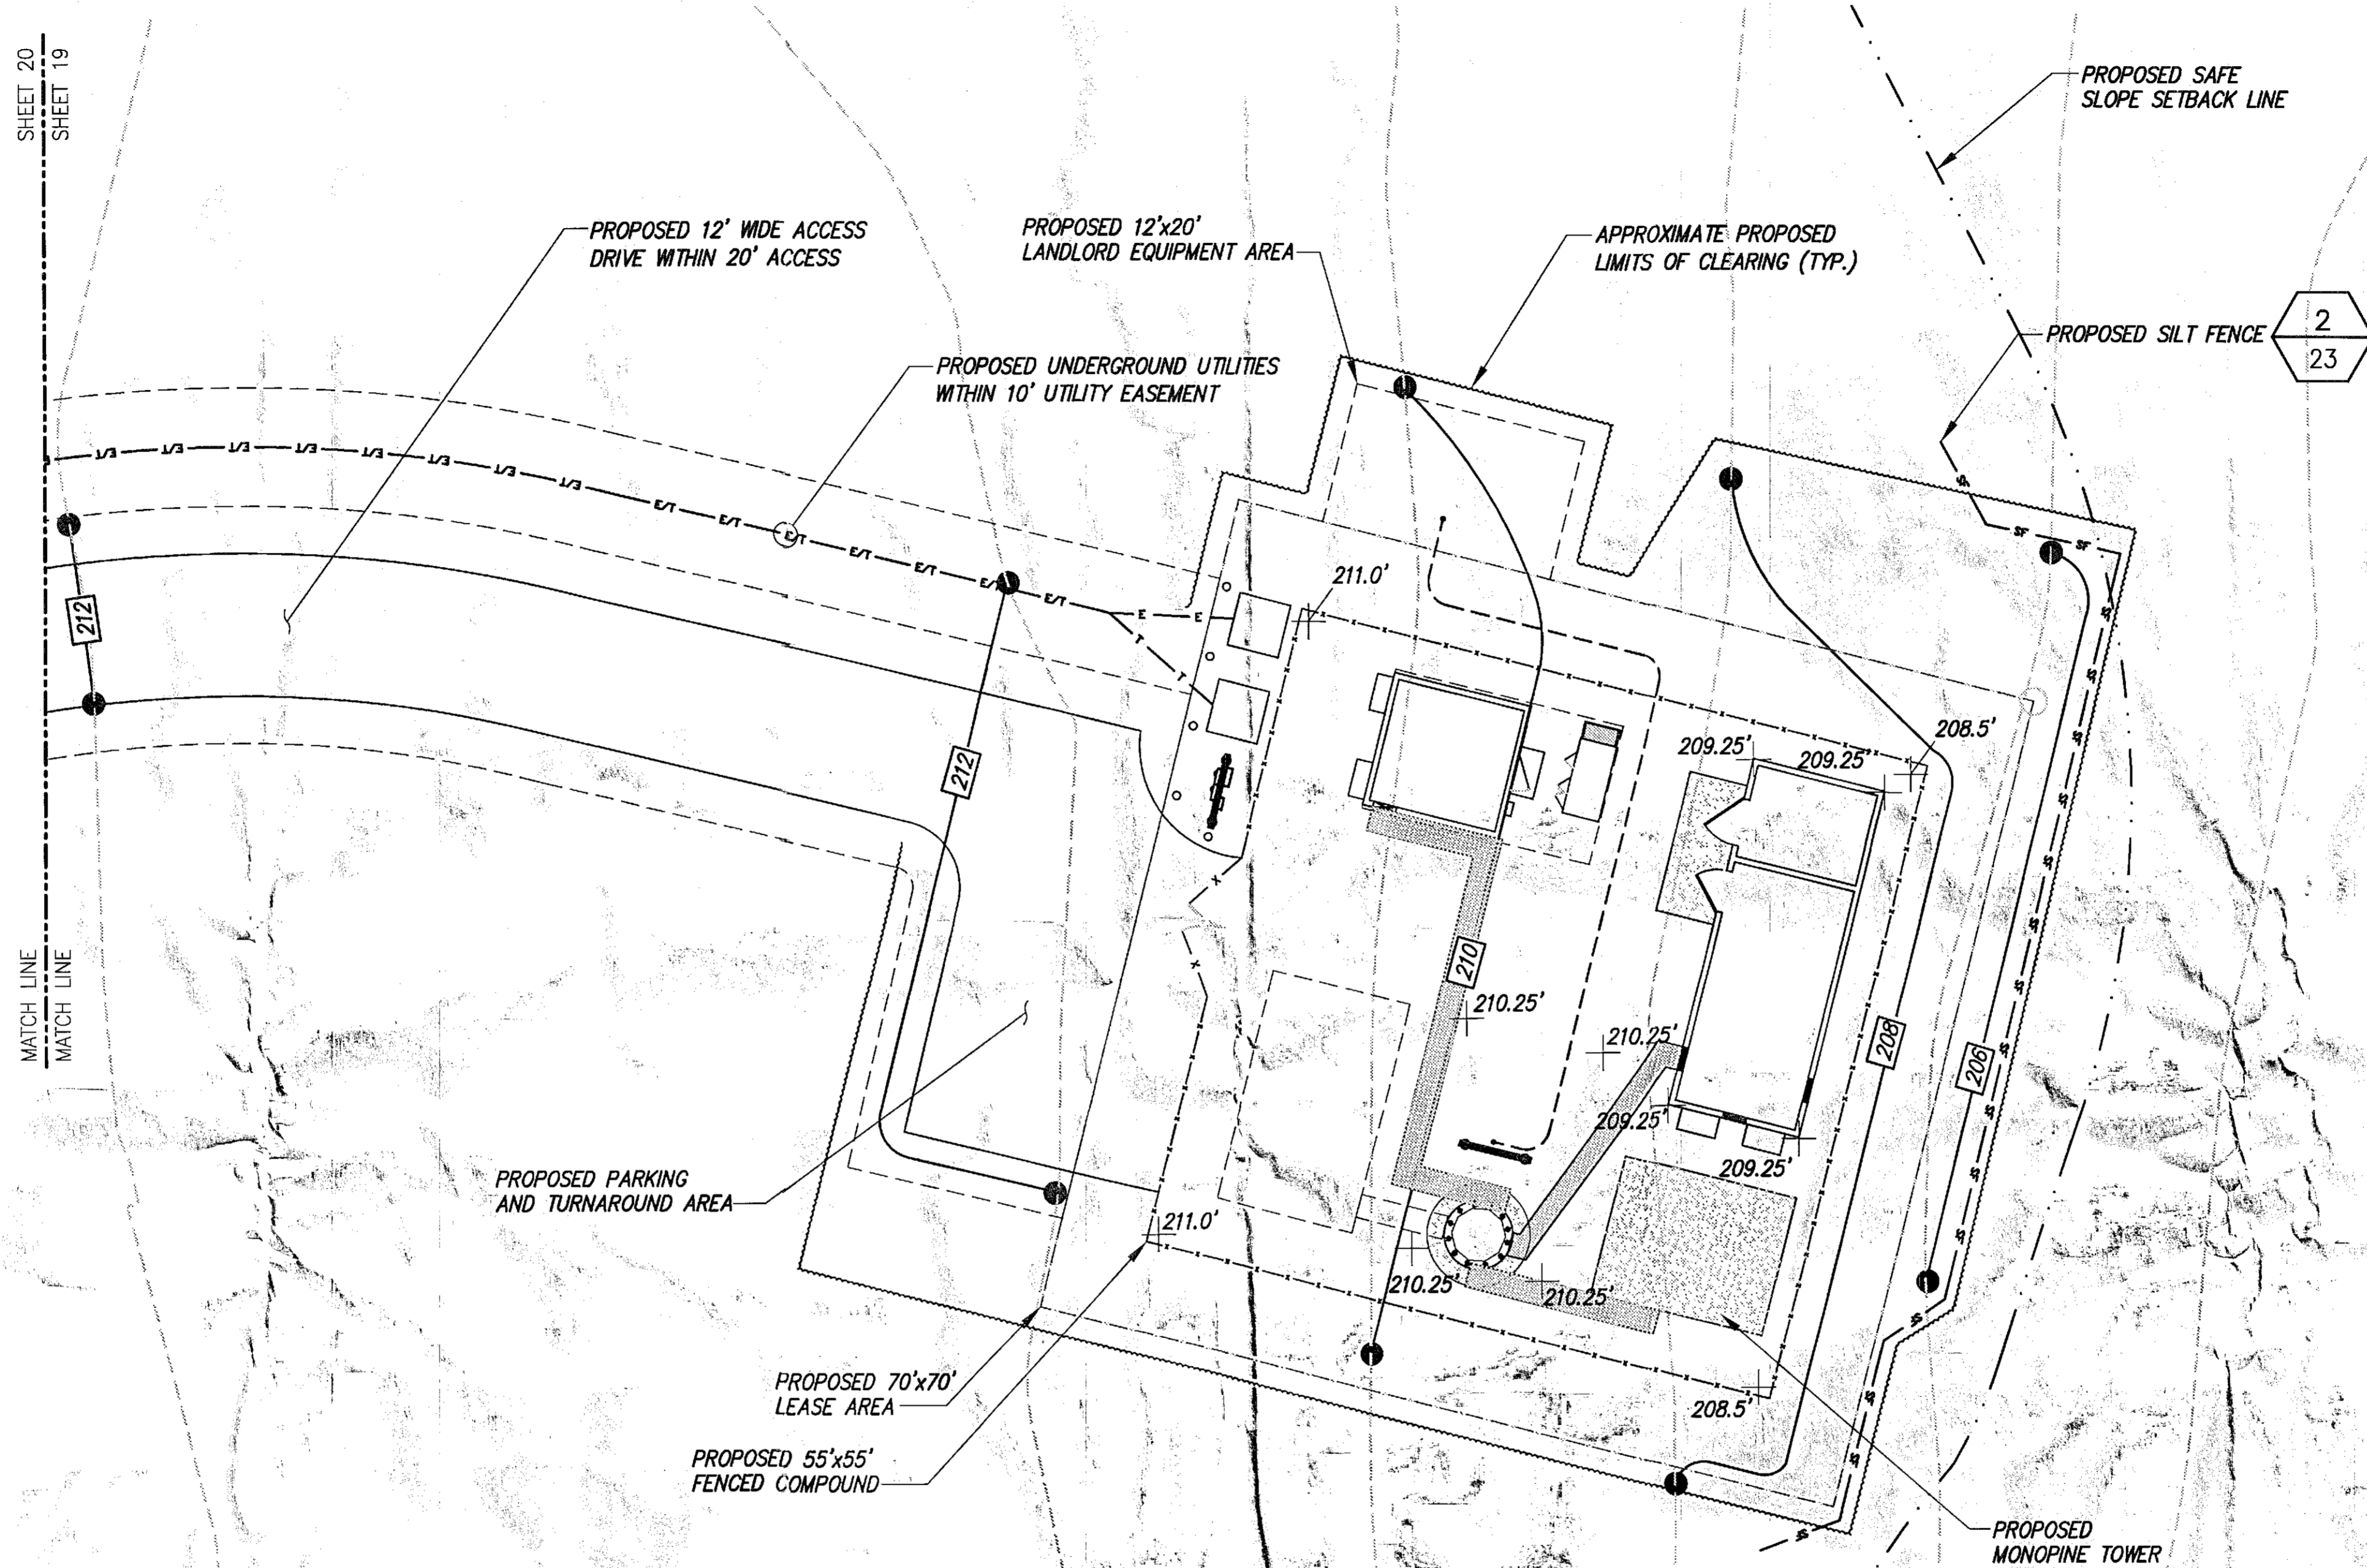 SHEET 20
SHEET 19
PROPOSED SAFE
SLOPE SETBACK LINE
PROPOSED 12' WIDE ACCESS
DRIVE WITHIN 20' ACCESS
PROPOSED 12'x20'
LANDLORD EQUIPMENT AREA
APPROXIMATE PROPOSED
LIMITS OF CLEARING (TYP.)
PROPOSED SILT FENCE
2
23
PROPOSED UNDERGROUND UTILITIES
WITHIN 10' UTILITY EASEMENT
E/T E/T E/T E/T E/T E/T E/T E/T E/T E/T E/T E/T E/T E/T E/T
E E
T T
SF SF SF
211.0'
212
212
208.5'
209.25'
209.25'
MATCH LINE
MATCH LINE
210
210.25'
210.25'
208
206
209.25'
209.25'
PROPOSED PARKING
AND TURNAROUND AREA
211.0'
210.25'
210.25'
PROPOSED 70'x70'
LEASE AREA
208.5'
PROPOSED 55'x55'
FENCED COMPOUND
PROPOSED
MONOPINE TOWER